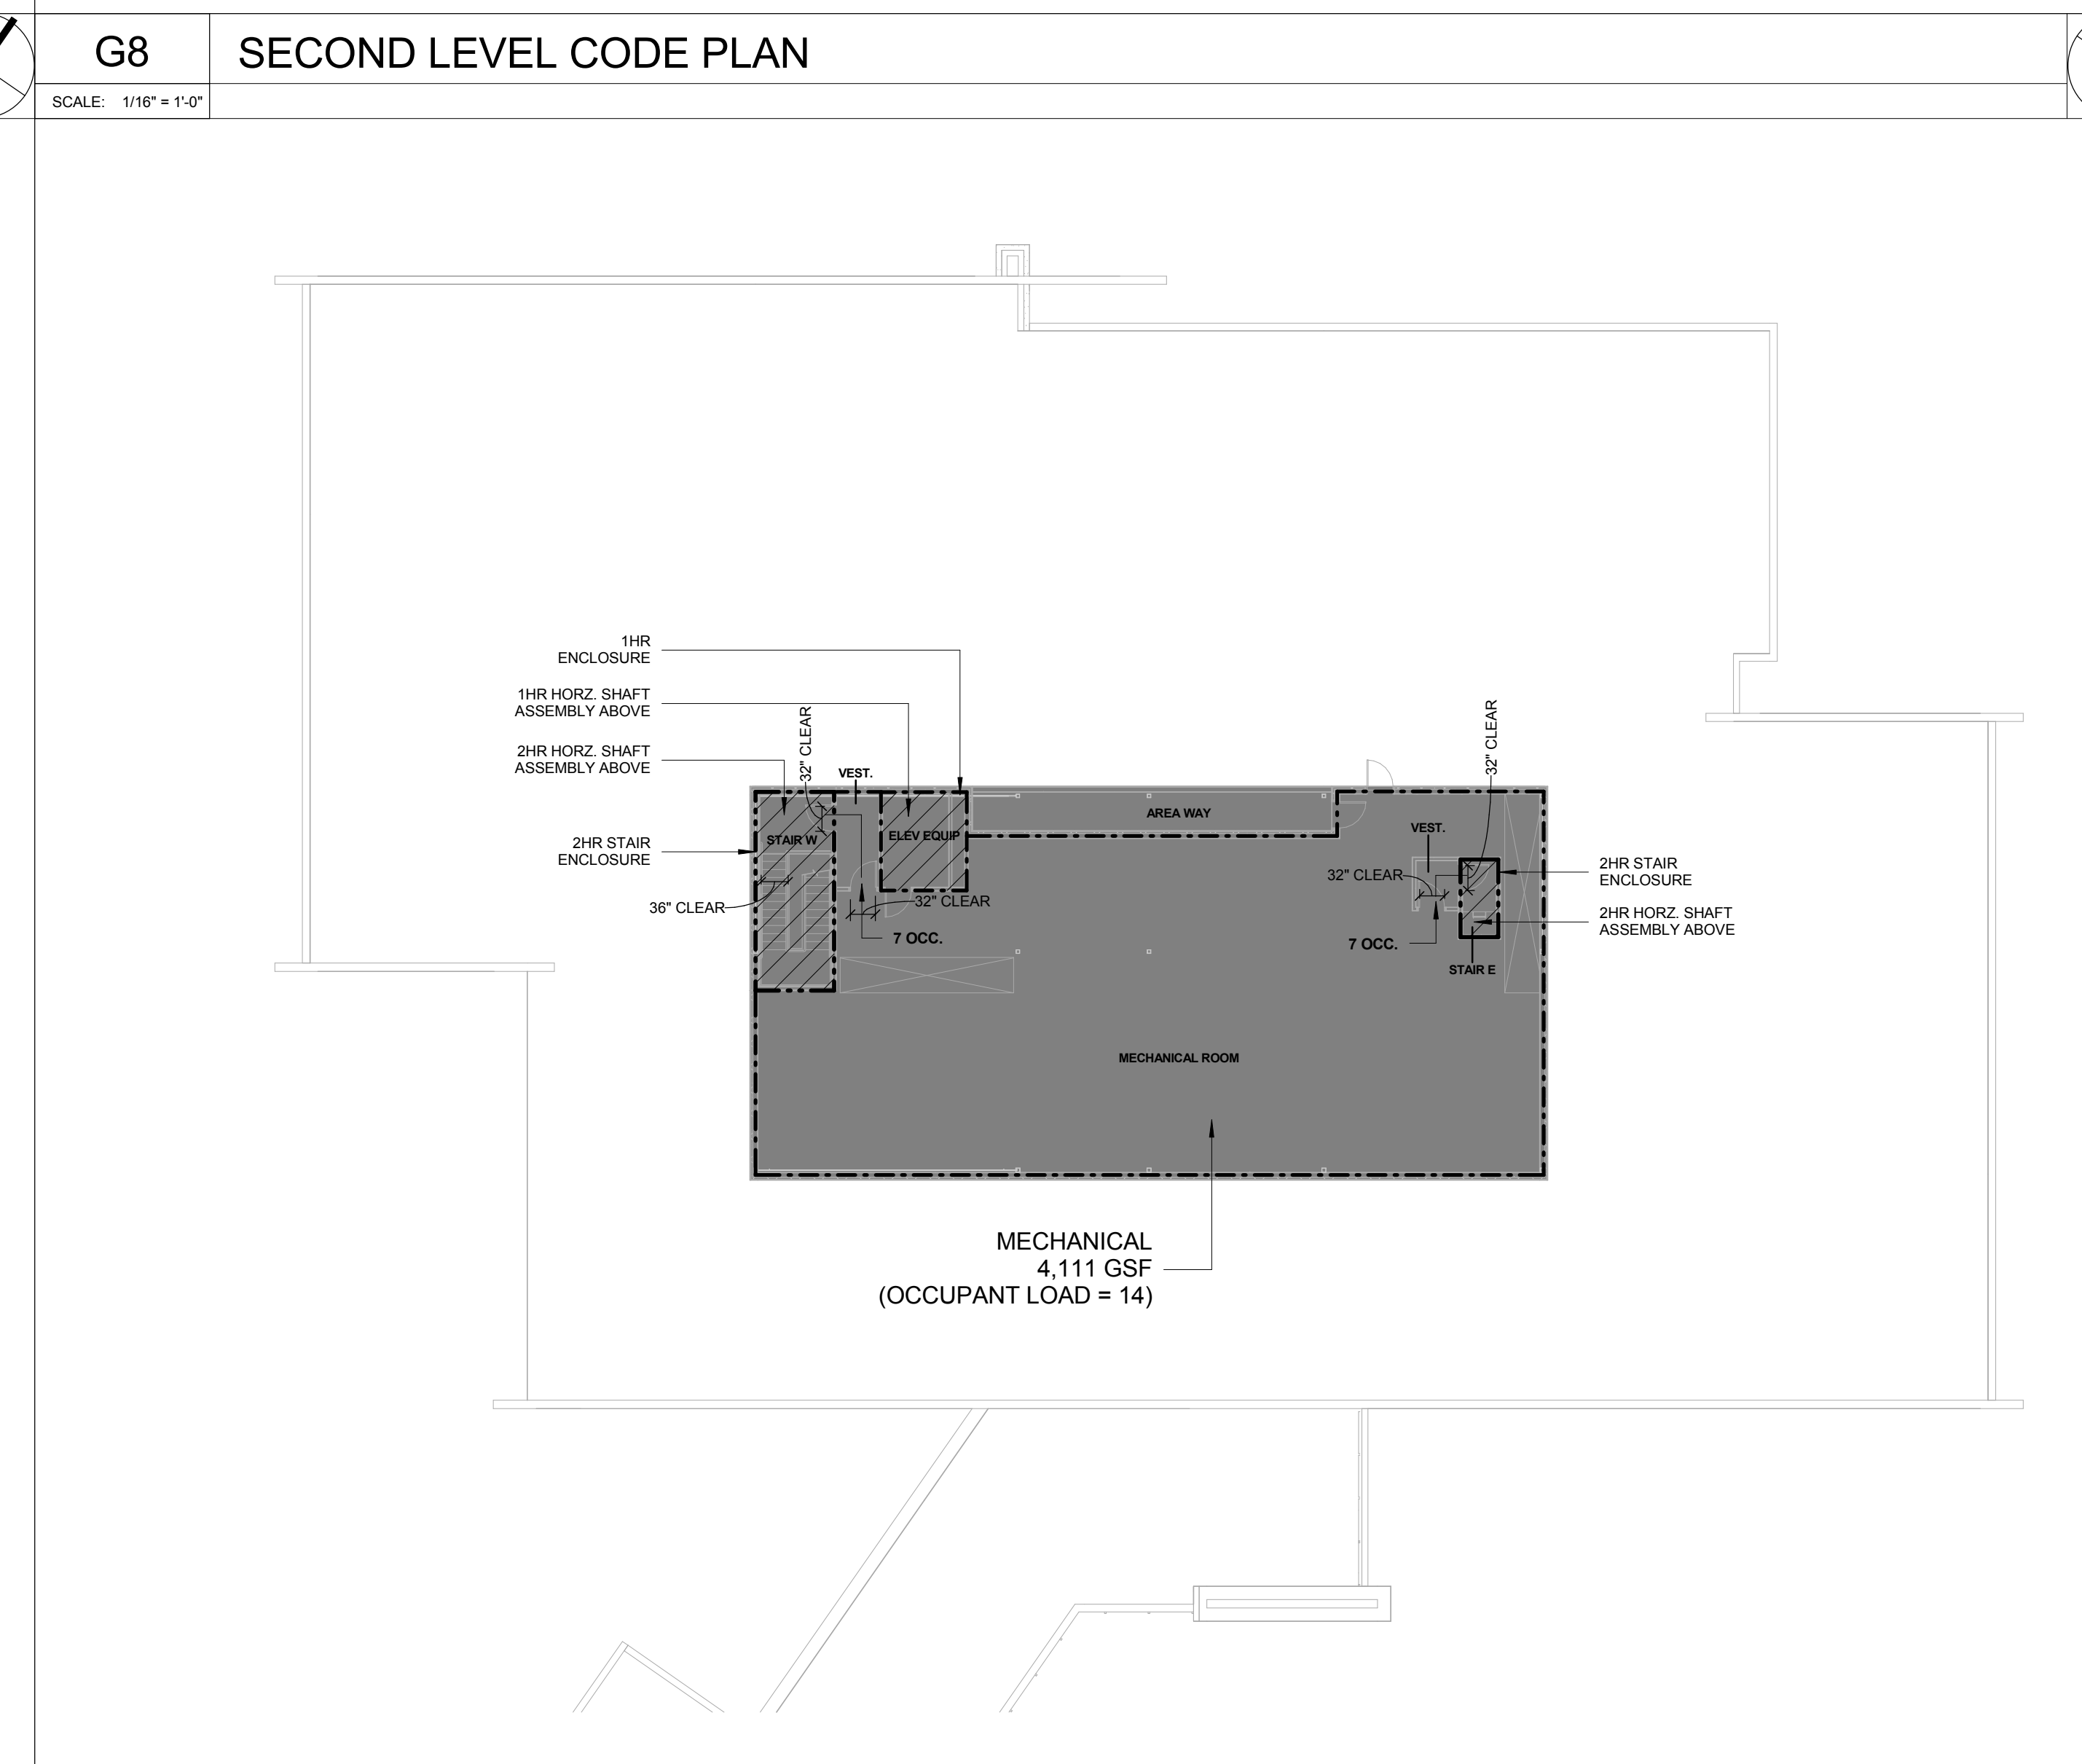 G8
SECOND LEVEL CODE PLAN
SCALE: 1/16" = 1'-0"
1HR
ENCLOSURE
1HR HORZ. SHAFT
ASSEMBLY ABOVE
2HR HORZ. SHAFT
ASSEMBLY ABOVE
32" CLEAR
VEST.
32" CLEAR
STAIR W
ELEV EQUIP
AREA WAY
VEST.
2HR STAIR
ENCLOSURE
36" CLEAR
32" CLEAR
7 OCC.
32" CLEAR
7 OCC.
STAIR E
2HR STAIR
ENCLOSURE
2HR HORZ. SHAFT
ASSEMBLY ABOVE
MECHANICAL ROOM
MECHANICAL
4,111 GSF
(OCCUPANT LOAD = 14)